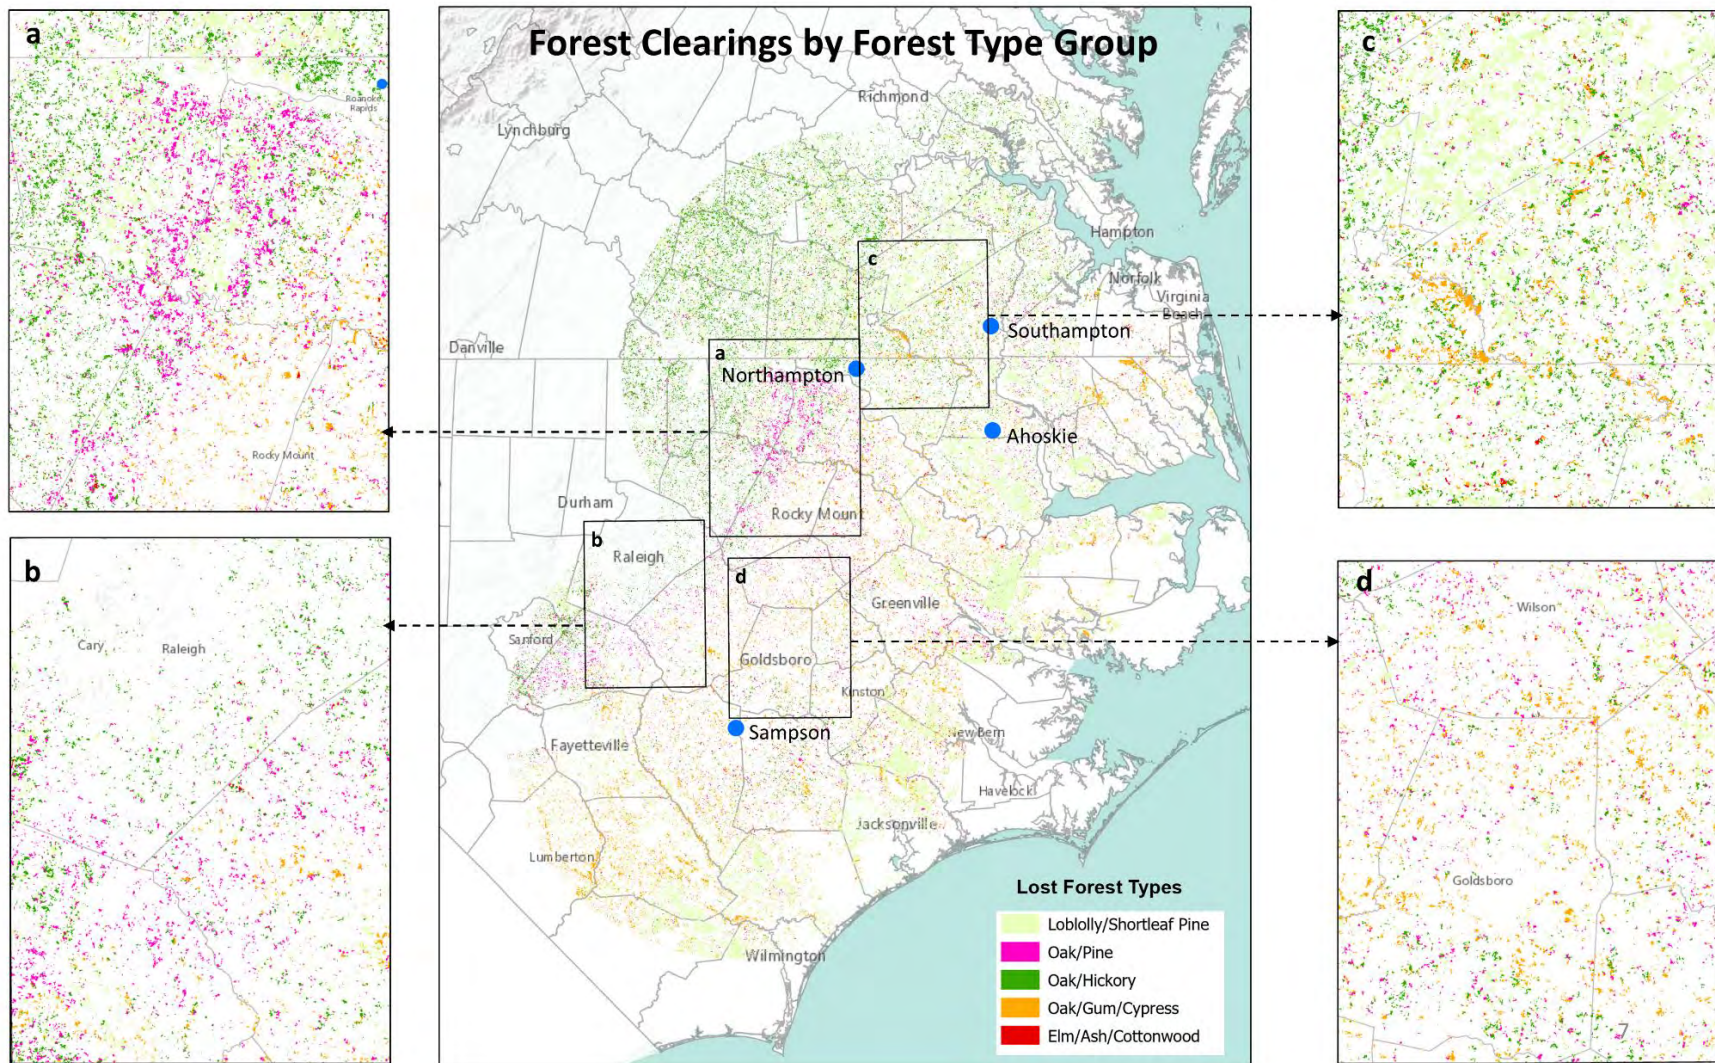 Forest Clearings by Forest Type Group
a
Roanoke
Rapids
Rocky Mount
b
Cary
Raleigh
Richmond
Lynchburg
Hampton
c
Norfolk
Virginia
Beach
Southampton
Danville
a
Northampton
Ahoskie
Durham
Rocky Mount
b
Raleigh
d
Greenville
Sanford
Goldsboro
Kinston
Sampson
Fayetteville
New Bern
Havelock
Jacksonville
Lumberton
Wilmington
Lost Forest Types
Loblolly/Shortleaf Pine
Oak/Pine
Oak/Hickory
Oak/Gum/Cypress
Elm/Ash/Cottonwood
c
d
Wilson
Goldsboro
7